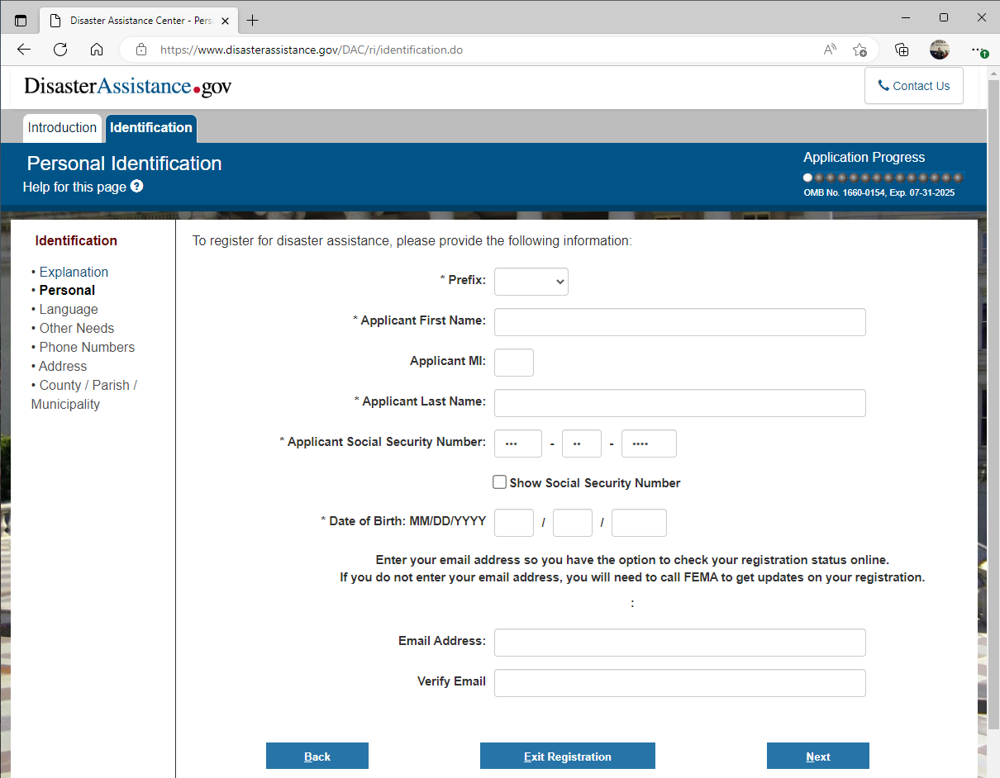 Disaster Assistance Center - Pers
https://www.disasterassistance.gov/DAC/ri/identification.do
DisasterAssistance.gov
Contact Us
Introduction
Identification
Personal Identification
Help for this page ?
Application Progress
OMB No. 1660-0154, Exp. 07-31-2025
Identification
• Explanation
• Personal
• Language
• Other Needs
• Phone Numbers
• Address
• County / Parish /
Municipality
To register for disaster assistance, please provide the following information:
* Prefix:
* Applicant First Name:
Applicant MI:
* Applicant Last Name:
* Applicant Social Security Number: ••• - •• - ••••
Show Social Security Number
* Date of Birth: MM/DD/YYYY / /
Enter your email address so you have the option to check your registration status online.
If you do not enter your email address, you will need to call FEMA to get updates on your registration.
:
Email Address:
Verify Email
Back
Exit Registration
Next